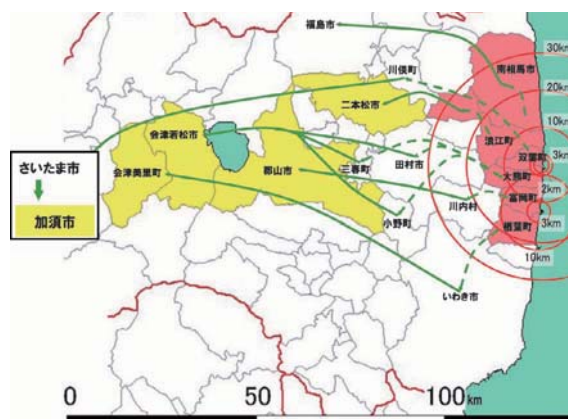 福島市
30km
川俣町
南相馬市
20km
二本松市
10km
会津若松市
浪江町
双葉町
3km
さいたま市
会津美里町
郡山市
三春町
田村市
大熊町
2km
加須市
川内村
富岡町
小野町
楢葉町
3km
10km
いわき市
0
50
100km